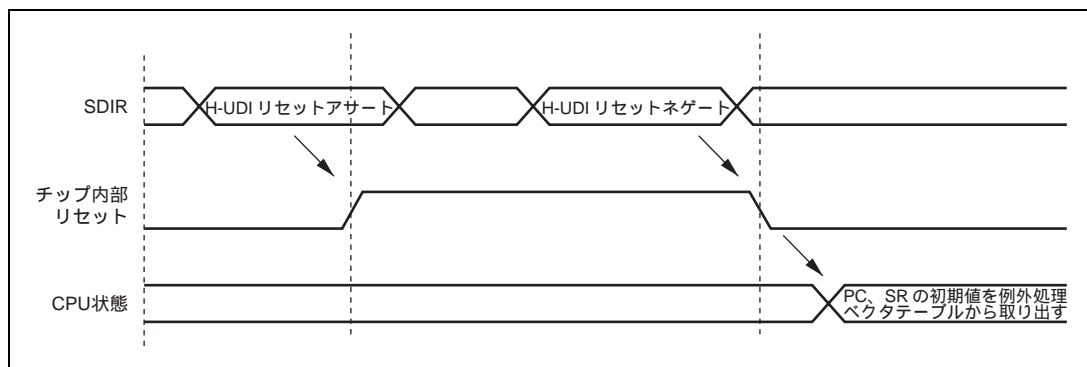 SDIR
H-UDI リセットアサート
H-UDI リセットネゲート
チップ内部
リセット
CPU状態
PC、SR の初期値を例外処理
ベクタテーブルから取り出す